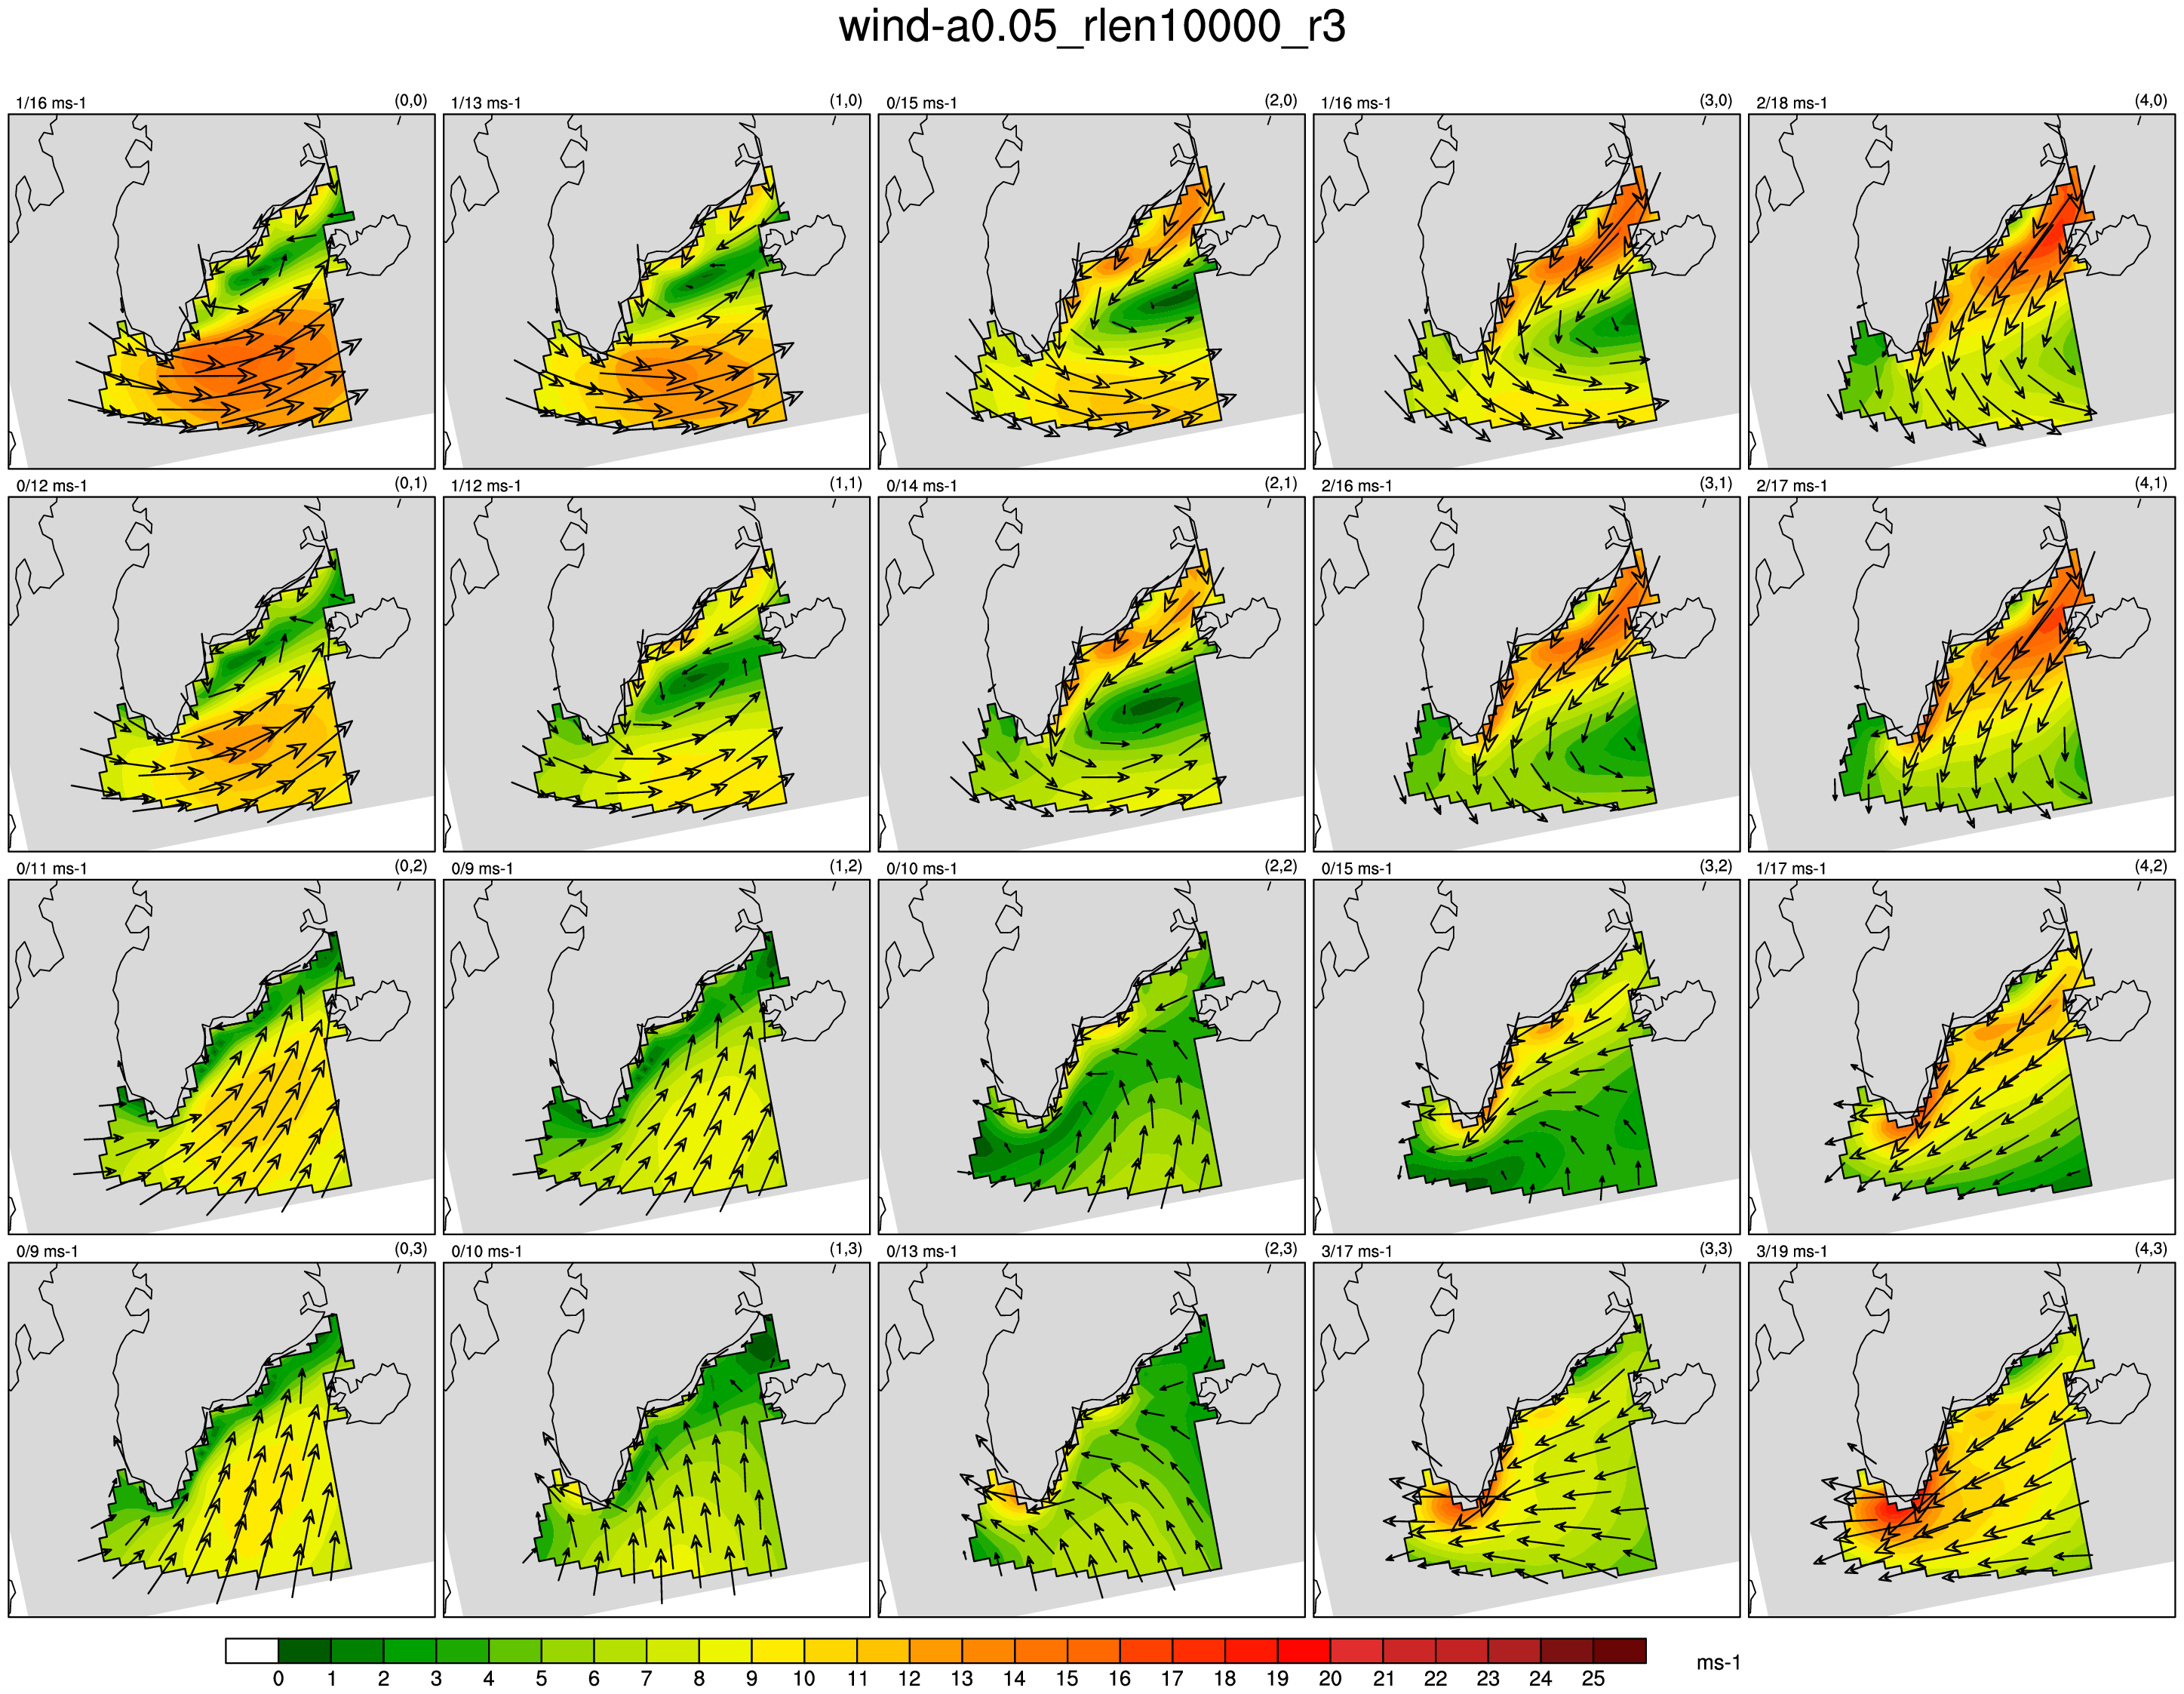 wind-a0.05_rlen10000_r3
1/16 ms-1 (0,0) 1/13 ms-1 (1,0) 0/15 ms-1 (2,0) 1/16 ms-1 (3,0) 2/18 ms-1 (4,0)
0/12 ms-1 (0,1) 1/12 ms-1 (1,1) 0/14 ms-1 (2,1) 2/16 ms-1 (3,1) 2/17 ms-1 (4,1)
0/11 ms-1 (0,2) 0/9 ms-1 (1,2) 0/10 ms-1 (2,2) 0/15 ms-1 (3,2) 1/17 ms-1 (4,2)
0/9 ms-1 (0,3) 0/10 ms-1 (1,3) 0/13 ms-1 (2,3) 3/17 ms-1 (3,3) 3/19 ms-1 (4,3)
0 1 2 3 4 5 6 7 8 9 10 11 12 13 14 15 16 17 18 19 20 21 22 23 24 25 ms-1